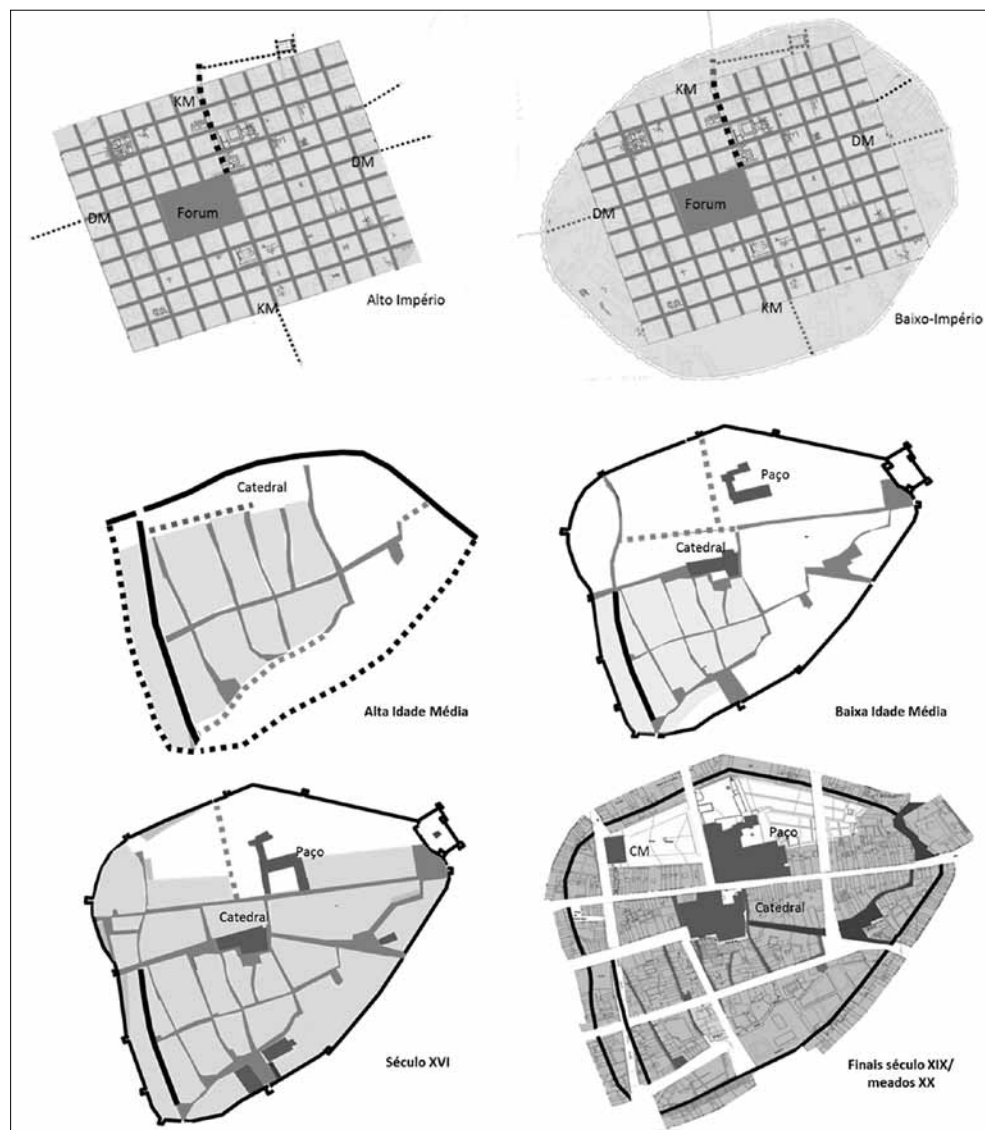 KM
DM
Forum
DM
KM
Alto Império
KM
DM
Forum
DM
KM
Baixo-Império
Catedral
Alta Idade Média
Paço
Catedral
Baixa Idade Média
Paço
Catedral
Século XVI
CM
Paço
Catedral
Finais século XIX/
meados XX